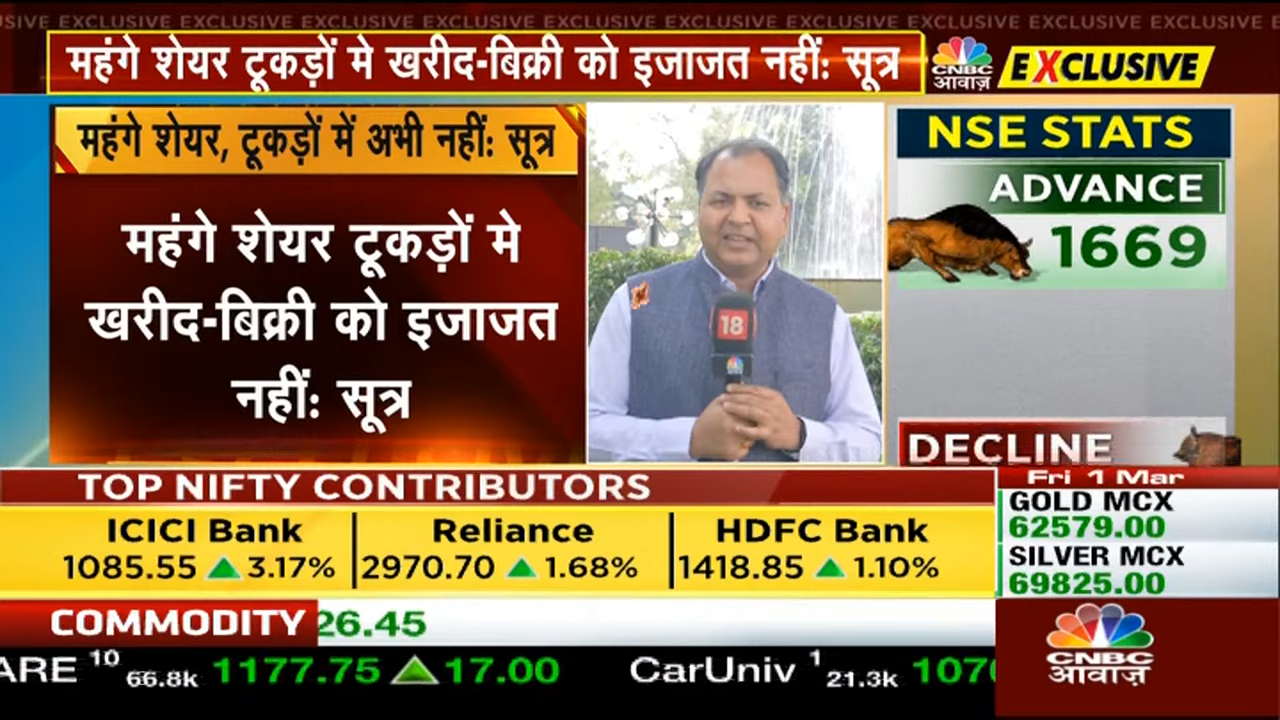 EXCLUSIVE EXCLUSIVE EXCLUSIVE EXCLUSIVE EXCLUSIVE EXCLUSIVE EXCLUSIVE EXCLUSIVE EXCLUSIVE
महंगे शेयर टूकड़ों मे खरीद-बिक्री को इजाजत नहीं: सूत्र
CNBC
आवाज़
EXCLUSIVE
महंगे शेयर, टूकड़ों में अभी नहीं: सूत्र
महंगे शेयर टूकड़ों मे
खरीद-बिक्री को इजाजत
नहीं: सूत्र
18
NSE STATS
ADVANCE
1669
DECLINE
TOP NIFTY CONTRIBUTORS
ICICI Bank
1085.55 ▲ 3.17%
Reliance
2970.70 ▲ 1.68%
HDFC Bank
1418.85 ▲ 1.10%
Fri 1 Mar
GOLD MCX
62579.00
SILVER MCX
69825.00
COMMODITY 26.45
ARE 10 66.8k 1177.75 ▲ 17.00 CarUniv 1 21.3k 107
CNBC
आवाज़